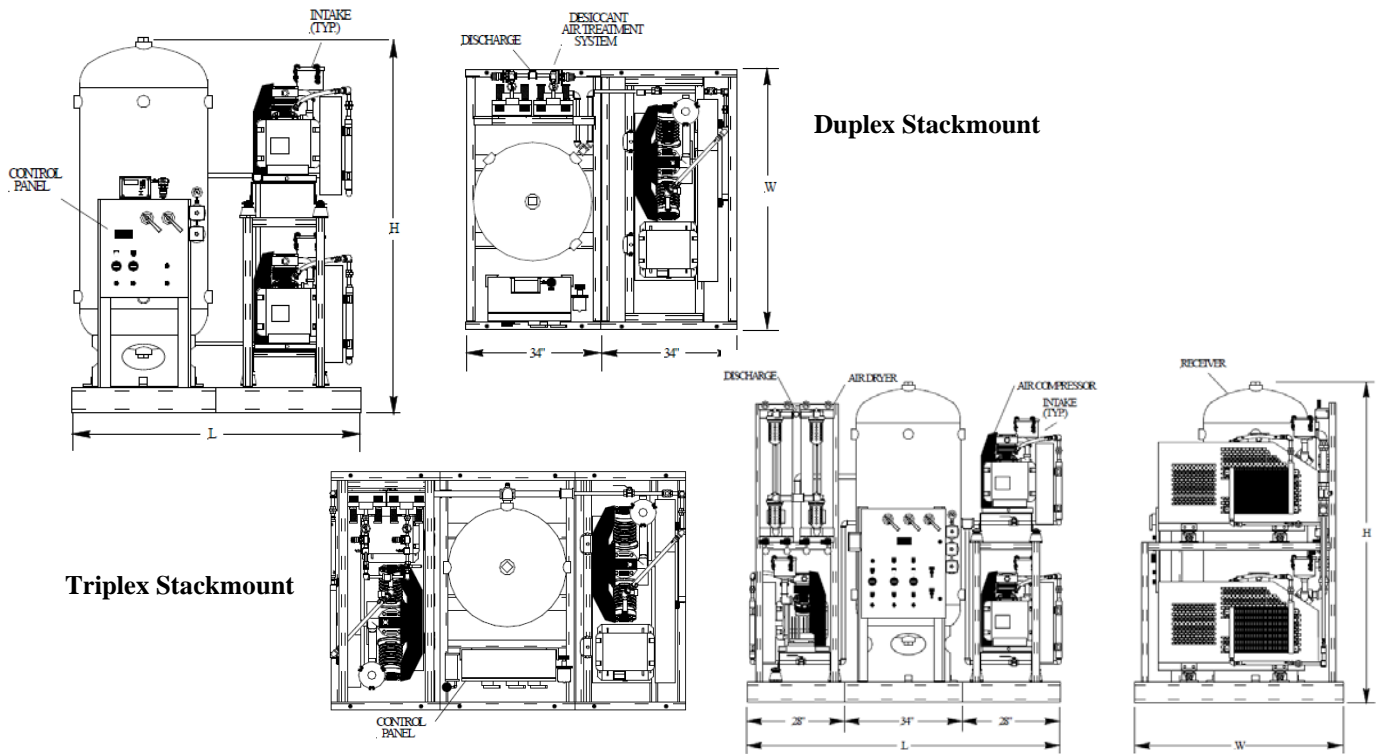 INTAKE
(TYP.)
DISCHARGE
DESICCANT
AIR TREATMENT
SYSTEM
CONTROL
PANEL
H
L
W
34"
34"
Duplex Stackmount
Triplex Stackmount
CONTROL
PANEL
DISCHARGE
AIR DRYER
AIR COMPRESSOR
INTAKE
(TYP.)
RECEIVER
28"
34"
28"
L
H
W